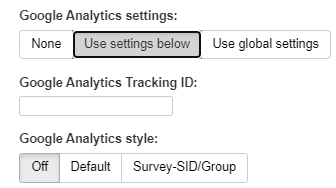 Google Analytics settings:
None Use settings below Use global settings
Google Analytics Tracking ID:
Google Analytics style:
Off Default Survey-SID/Group